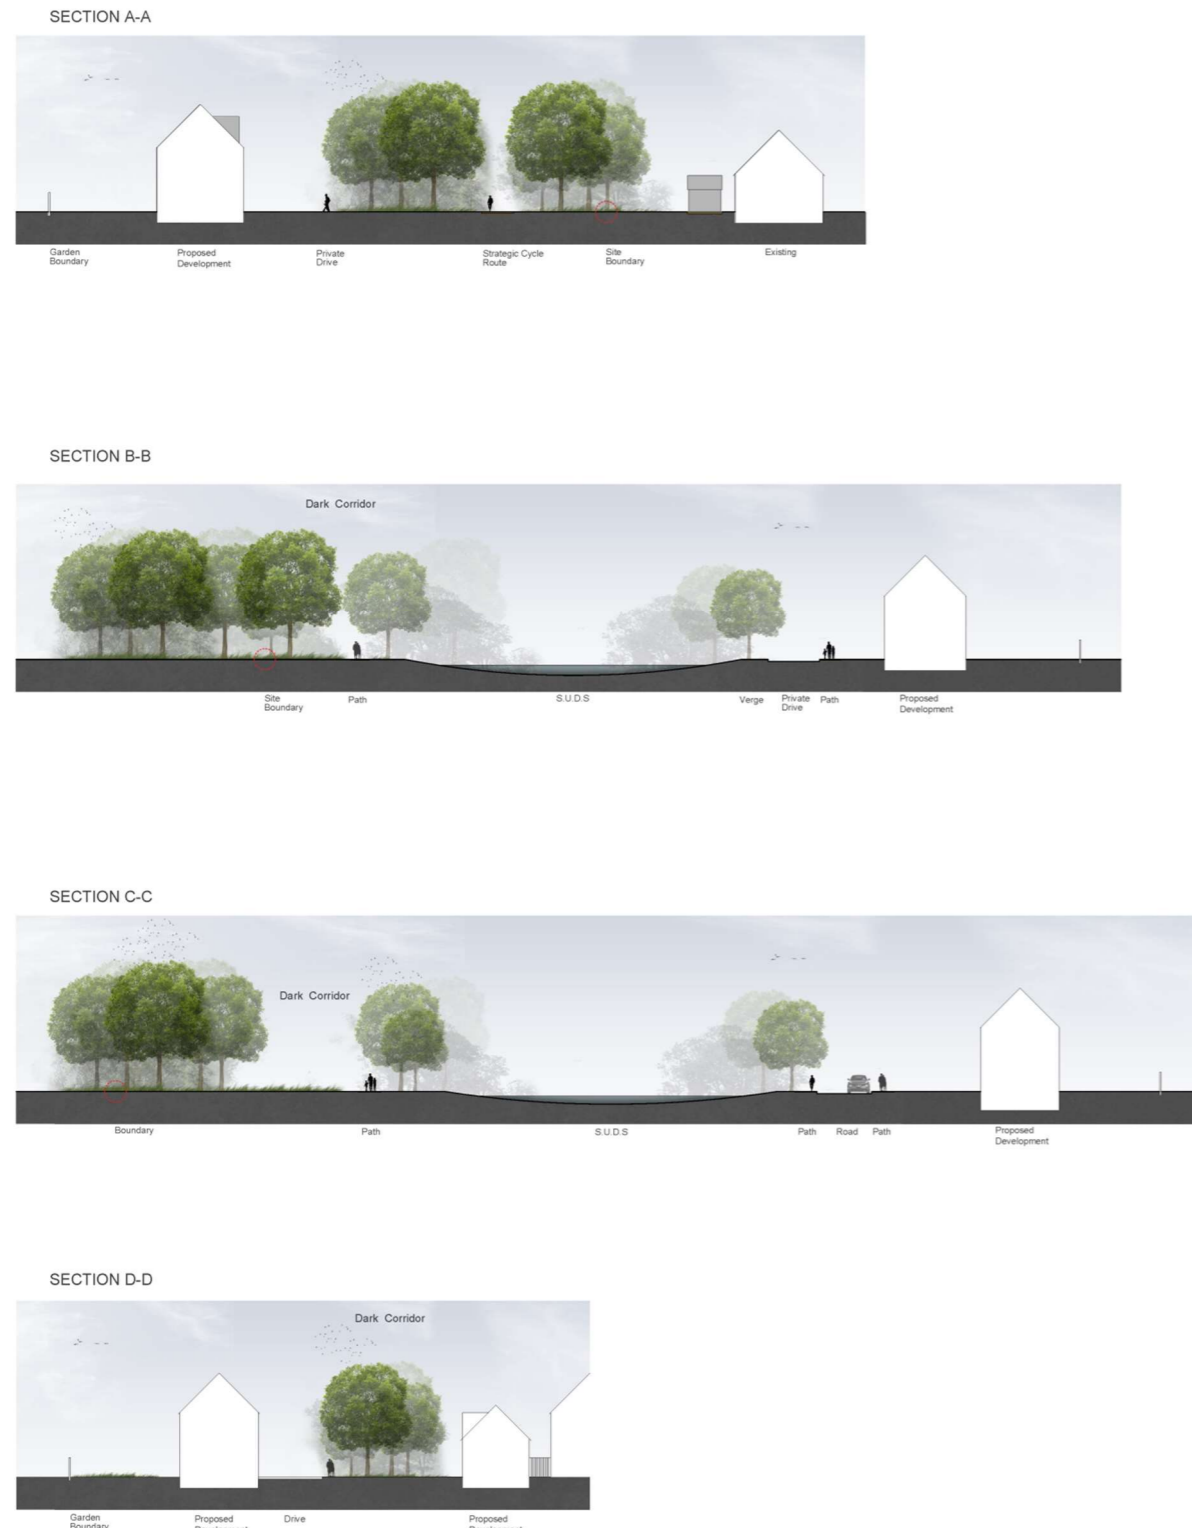 SECTION A-A
Garden
Boundary
Proposed
Development
Private
Drive
Strategic Cycle
Route
Site
Boundary
Existing
SECTION B-B
Dark Corridor
Site
Boundary
Path
S.U.D.S
Verge
Private
Drive
Path
Proposed
Development
SECTION C-C
Dark Corridor
Boundary
Path
S.U.D.S
Path
Road
Path
Proposed
Development
SECTION D-D
Dark Corridor
Garden
Boundary
Proposed
Development
Drive
Proposed
Development